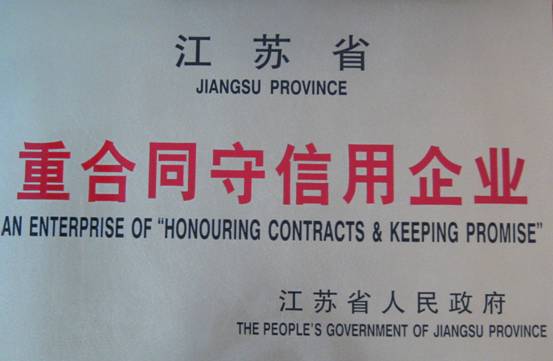 江苏省
JIANGSU PROVINCE
重合同守信用企业
AN ENTERPRISE OF “HONOURING CONTRACTS & KEEPING PROMISE”
江苏省人民政府
THE PEOPLE'S GOVERNMENT OF JIANGSU PROVINCE